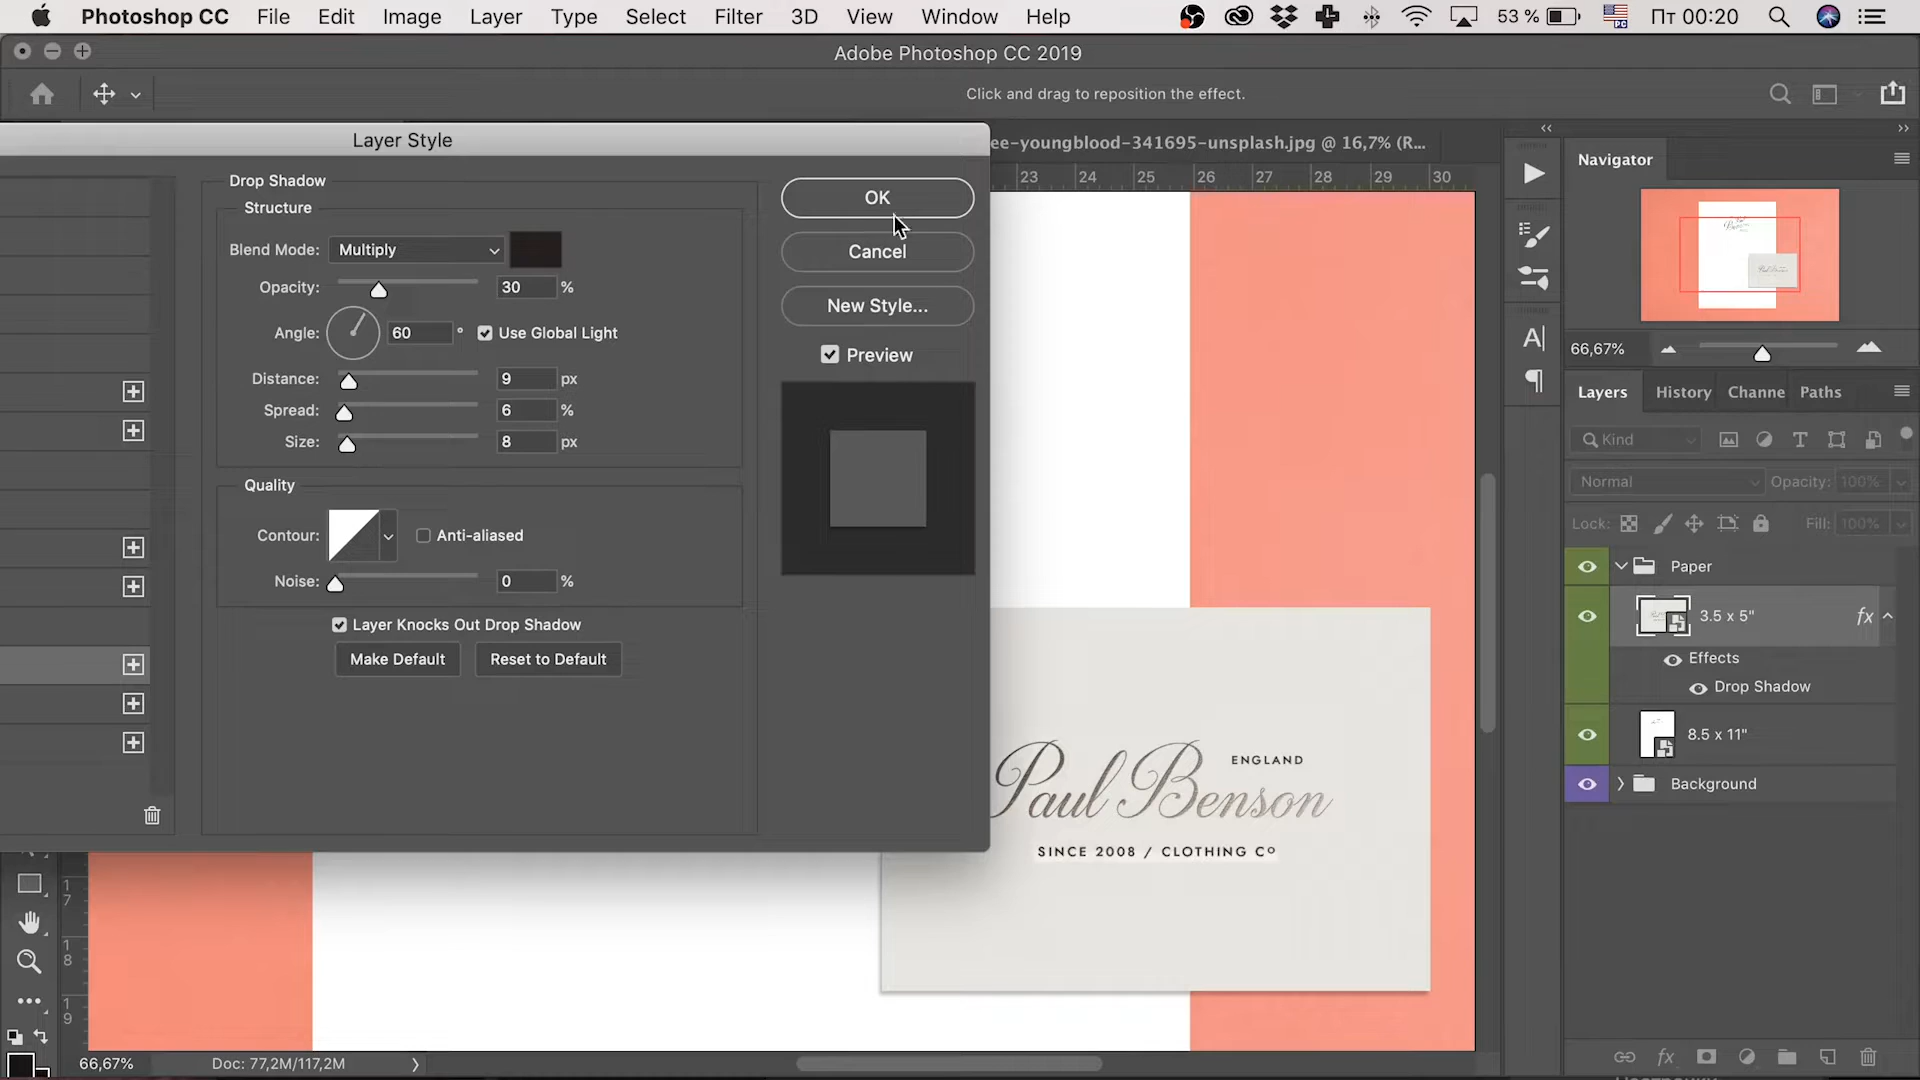 Photoshop CC File Edit Image Layer Type Select Filter 3D View Window Help 53 % Пт 00:20
Adobe Photoshop CC 2019
Click and drag to reposition the effect.
Layer Style
ee-youngblood-341695-unsplash.jpg @ 16,7% (R...
23 24 25 26 27 28 29 30
Drop Shadow
Structure
Blend Mode: Multiply
Opacity: 30 %
Angle: 60 ° Use Global Light
Distance: 9 px
Spread: 6 %
Size: 8 px
Quality
Contour: Anti-aliased
Noise: 0 %
Layer Knocks Out Drop Shadow
Make Default Reset to Default
OK
Cancel
New Style...
Preview
Paul Benson
ENGLAND
SINCE 2008 / CLOTHING Cº
17
18
19
66,67% Doc: 77,2M/117,2M
Navigator
66,67%
Layers History Channe Paths
Kind
Normal Opacity: 100%
Lock: Fill: 100%
Paper
3.5 x 5" fx
Effects
Drop Shadow
8.5 x 11"
Background
fx